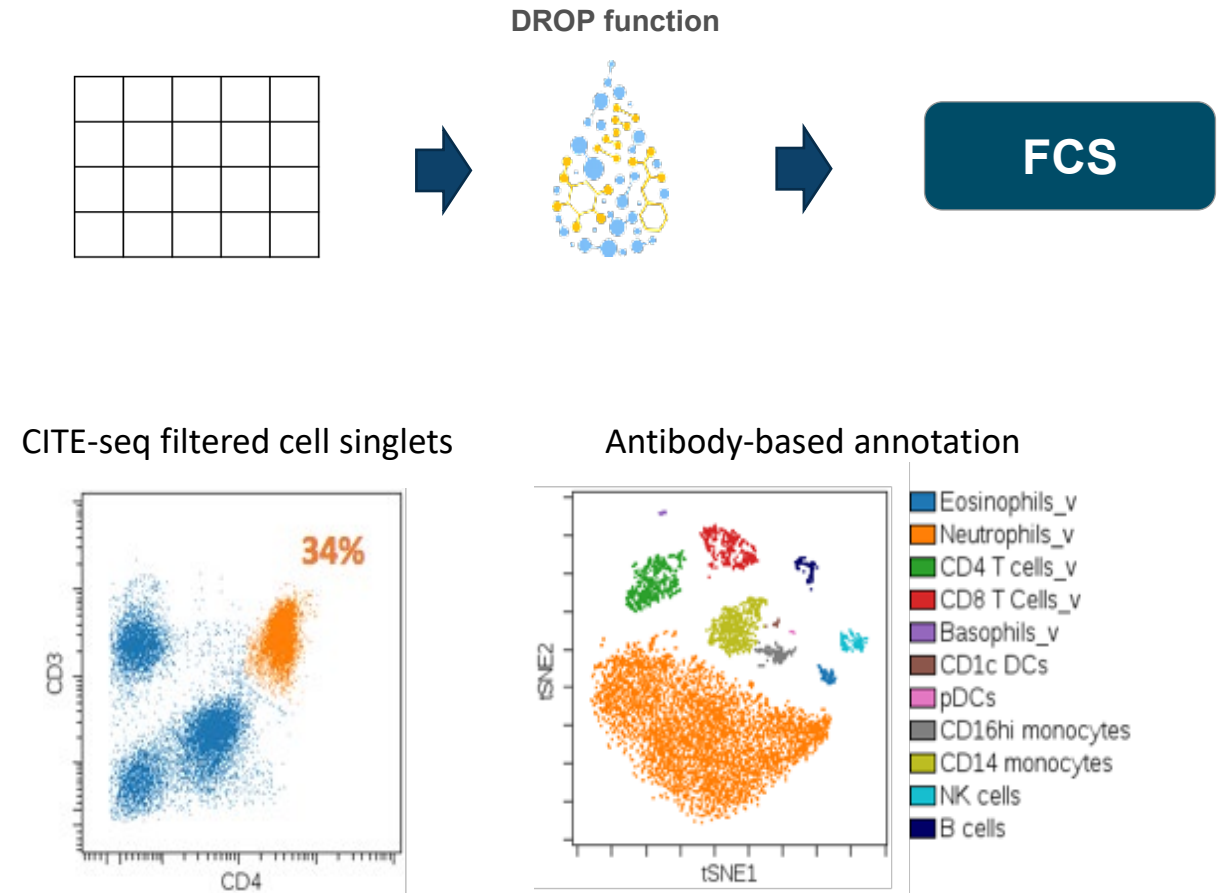 DROP function
FCS
CITE-seq filtered cell singlets
Antibody-based annotation
34%
CD3
CD4
tSNE2
tSNE1
Eosinophils_v
Neutrophils_v
CD4 T cells_v
CD8 T Cells_v
Basophils_v
CD1c DCs
pDCs
CD16hi monocytes
CD14 monocytes
NK cells
B cells